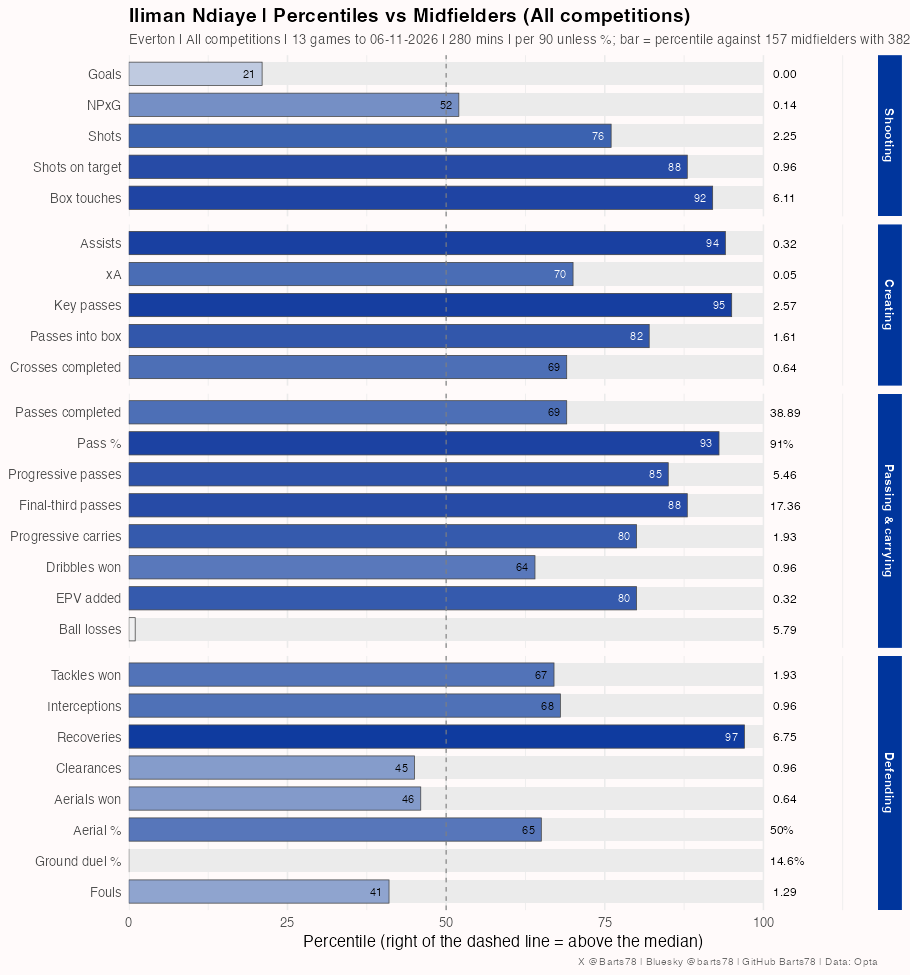 Iliman Ndiaye | Percentiles vs Midfielders (All competitions)
Everton | All competitions | 13 games to 06-11-2026 | 280 mins | per 90 unless %; bar = percentile against 157 midfielders with 382
Goals 21 0.00
NPxG 52 0.14
Shots 76 2.25
Shots on target 88 0.96
Box touches 92 6.11
Shooting
Assists 94 0.32
xA 70 0.05
Key passes 95 2.57
Passes into box 82 1.61
Crosses completed 69 0.64
Creating
Passes completed 69 38.89
Pass % 93 91%
Progressive passes 85 5.46
Final-third passes 88 17.36
Progressive carries 80 1.93
Dribbles won 64 0.96
EPV added 80 0.32
Ball losses 5.79
Passing & carrying
Tackles won 67 1.93
Interceptions 68 0.96
Recoveries 97 6.75
Clearances 45 0.96
Aerials won 46 0.64
Aerial % 65 50%
Ground duel % 14.6%
Fouls 41 1.29
Defending
0 25 50 75 100
Percentile (right of the dashed line = above the median)
X @Barts78 | Bluesky @barts78 | GitHub Barts78 | Data: Opta